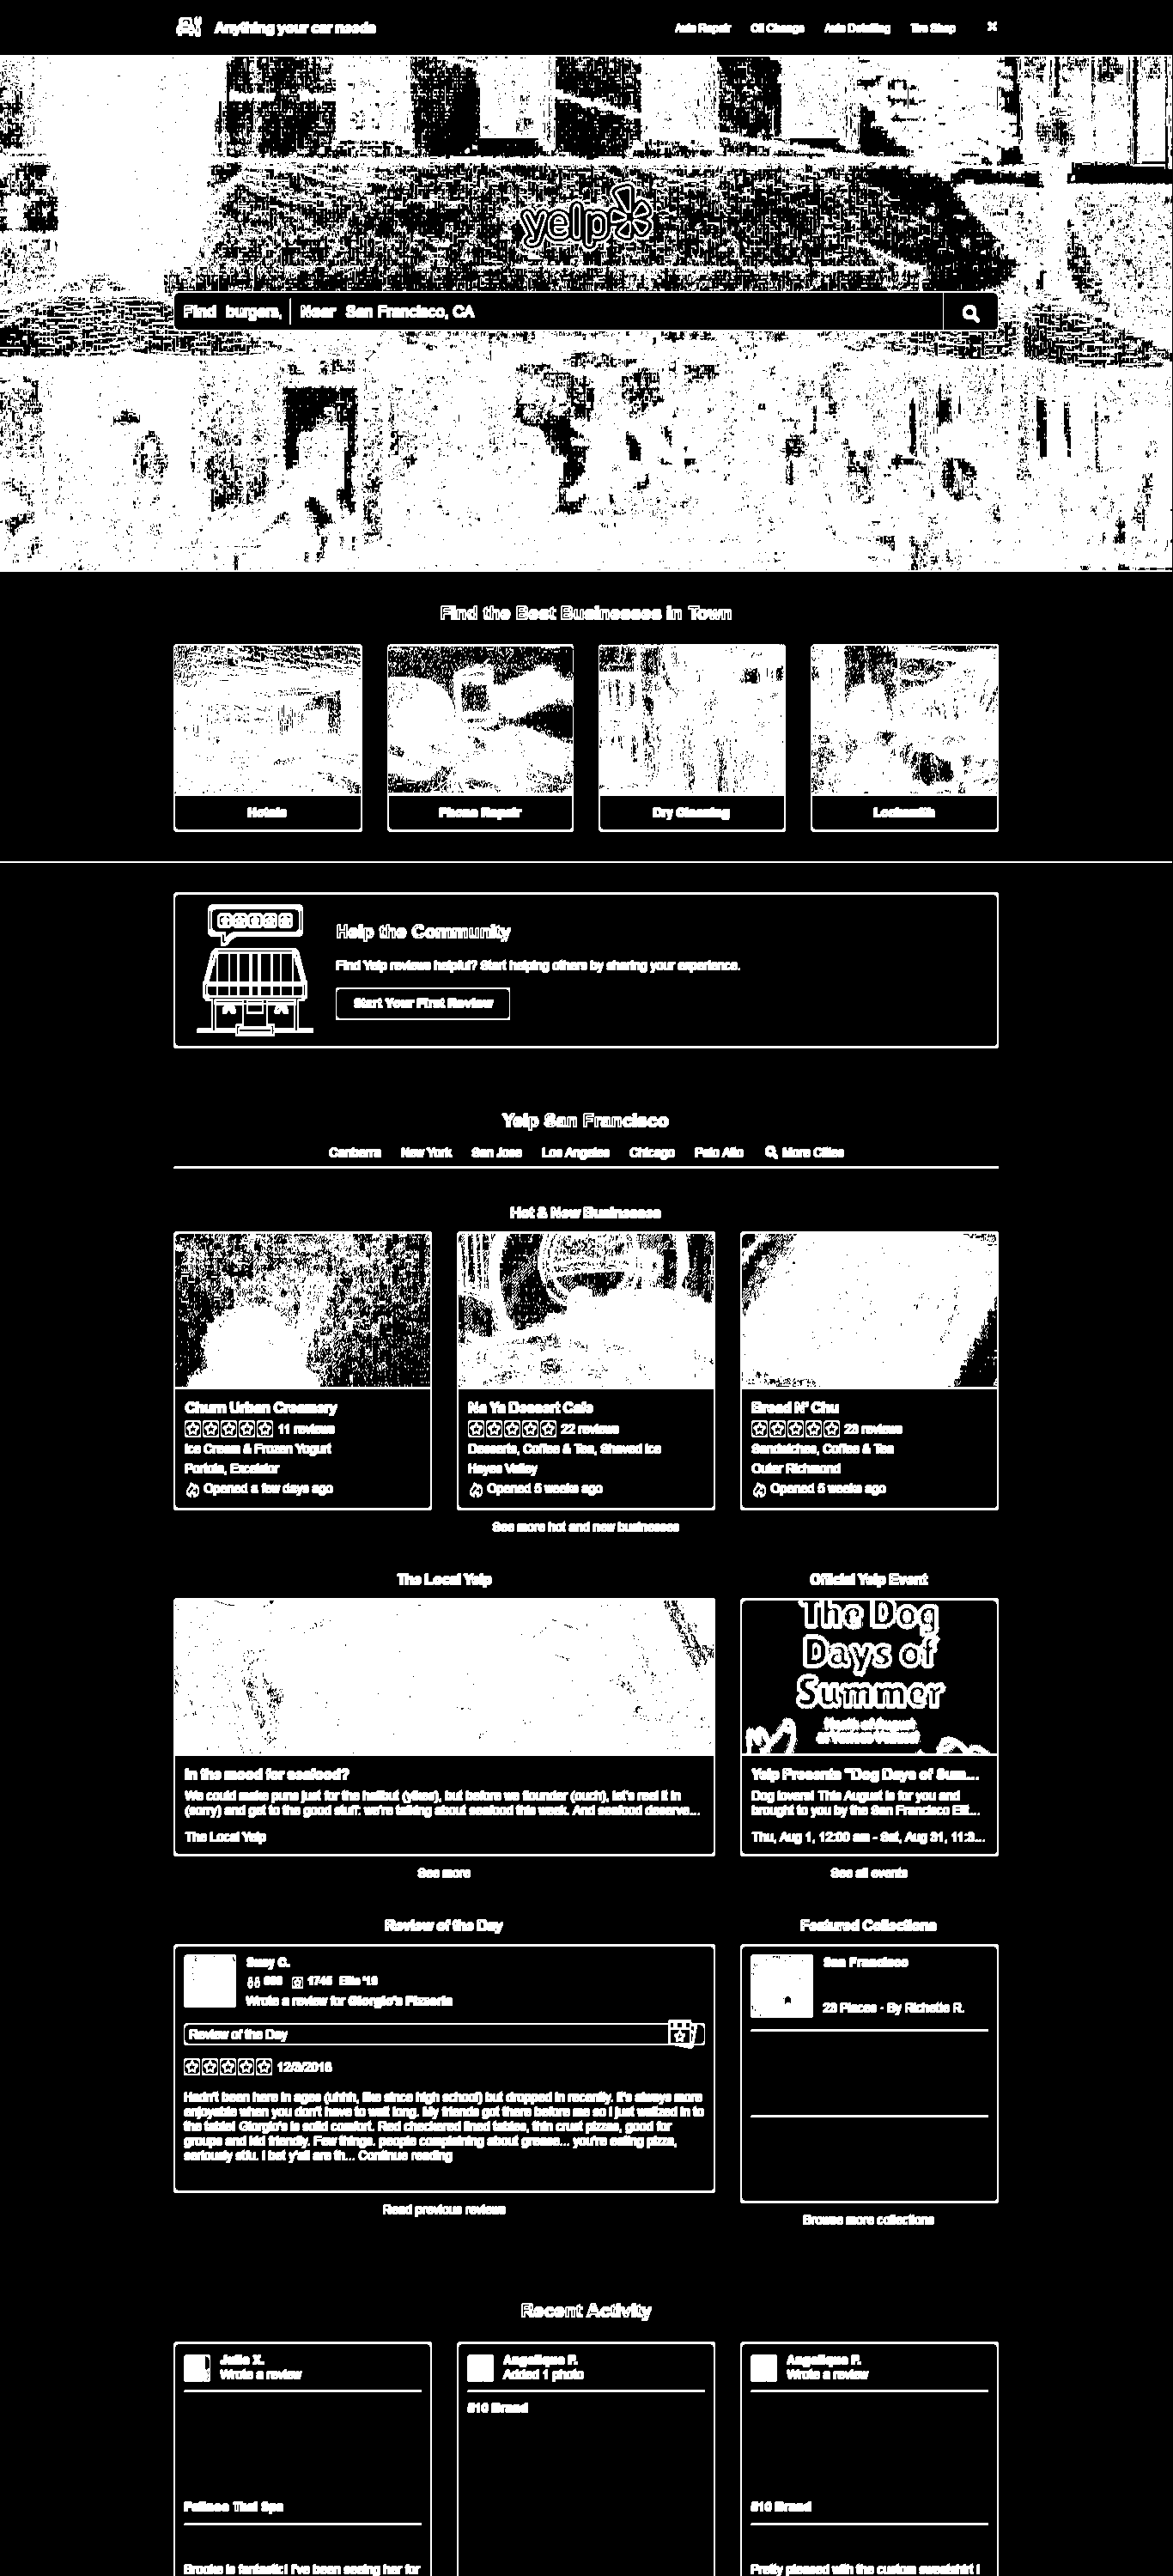 Anything your car needs
Auto Repair Oil Change Auto Detailing Tire Shop
yelp
Find burgers, Near San Francisco, CA
Find the Best Businesses in Town
Hotels Phone Repair Dry Cleaning Locksmith
Help the Community
Find Yelp reviews helpful? Start helping others by sharing your experience.
Start Your First Review
Yelp San Francisco
Canberra New York San Jose Los Angeles Chicago Palo Alto More Cities
Hot & New Businesses
Churn Urban Creamery
11 reviews
Ice Cream & Frozen Yogurt
Portola, Excelsior
Opened a few days ago
Na Ya Dessert Cafe
22 reviews
Desserts, Coffee & Tea, Shaved Ice
Hayes Valley
Opened 5 weeks ago
Bread N' Chu
23 reviews
Sandwiches, Coffee & Tea
Outer Richmond
Opened 5 weeks ago
See more hot and new businesses
The Local Yelp
In the mood for seafood?
We could make puns just for the halibut (yikes), but before we flounder (ouch), let's reel it in
(sorry) and get to the good stuff: we're talking about seafood this week. And seafood deserve...
The Local Yelp
See more
Official Yelp Event
The Dog
Days of
Summer
Month of August
at Various Venues!
Yelp Presents "Dog Days of Sum...
Dog lovers! This August is for you and
brought to you by the San Francisco Elit...
Thu, Aug 1, 12:00 am - Sat, Aug 31, 11:3...
See all events
Review of the Day
Susy C.
1745 Elite '19
Wrote a review for Giorgio's Pizzeria
Review of the Day
12/3/2018
Hadn't been here in ages (uhhh, like since high school) but dropped in recently. It's always more
enjoyable when you don't have to wait long. My friends got there before me so I just waltzed in to
the table! Giorgio's is solid comfort. Red checkered lined tables, thin crust pizzas, good for
groups and kid friendly. Few things. people complaining about grease... you're eating pizza,
seriously stfu. I bet y'all are th... Continue reading
Read previous reviews
Featured Collections
San Francisco
23 Places - By Richelle R.
Browse more collections
Recent Activity
Julie X.
Wrote a review
Pailinee Thai Spa
Brooke is fantastic! I've been seeing her for
Angelique P.
Added 1 photo
510 Brand
Angelique P.
Wrote a review
510 Brand
Pretty pleased with the custom sweatshirt I